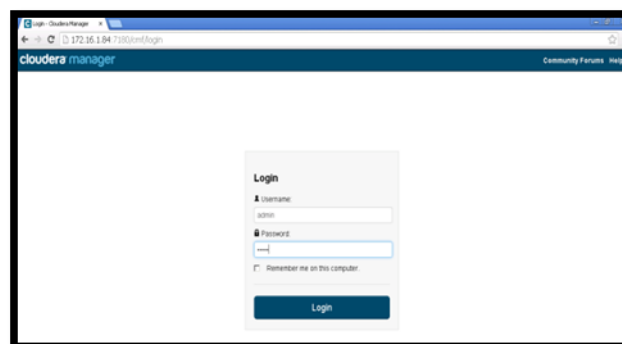 Login - Cloudera Manager
172.16.1.84:7180/cmf/login
cloudera manager
Community Forums Help
Login
Username:
admin
Password:
•••••
Remember me on this computer.
Login